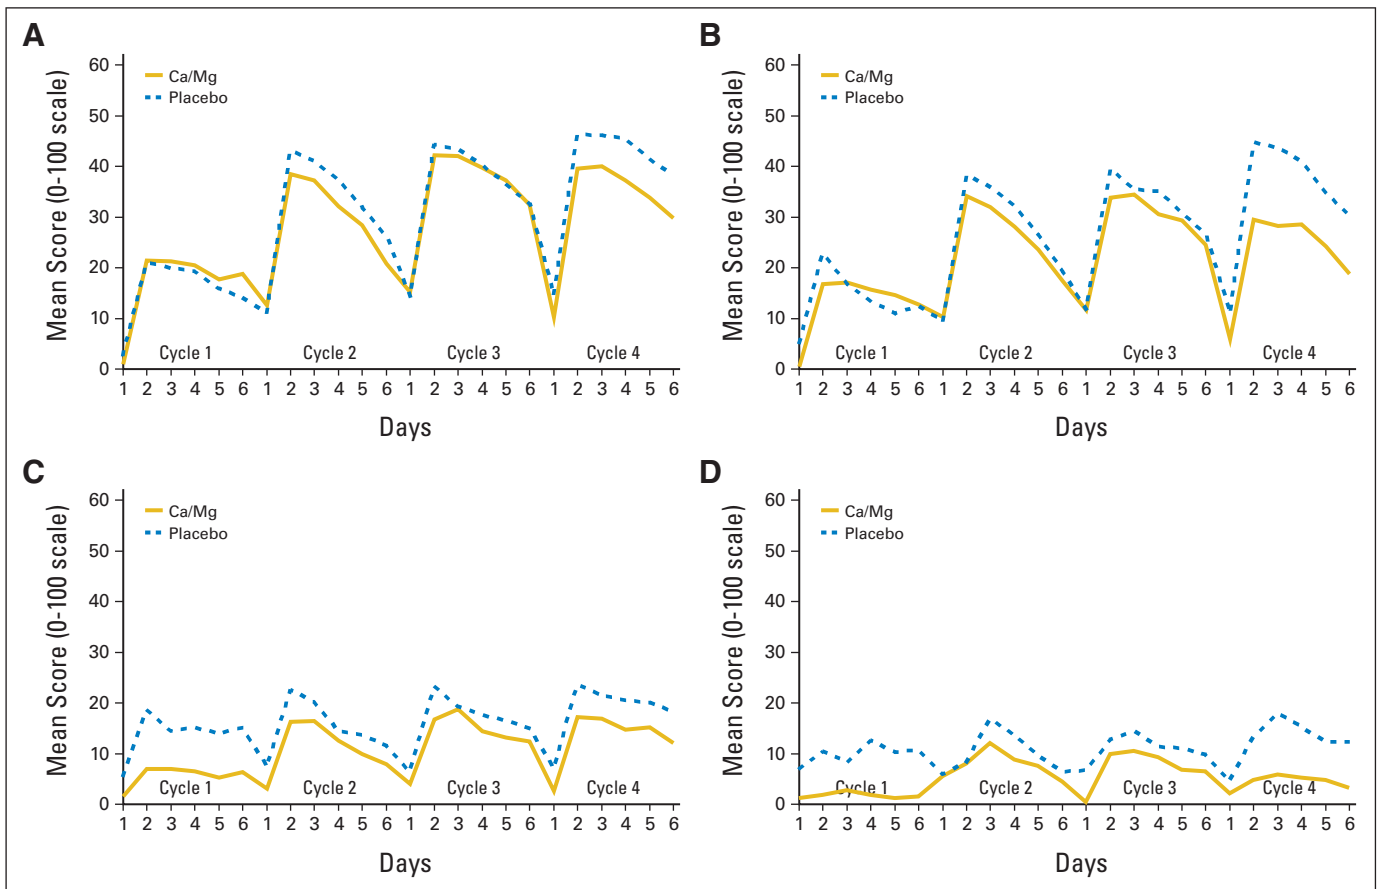 A
Mean Score (0-100 scale)
60
50
40
30
20
10
0
Ca/Mg
Placebo
Cycle 1
Cycle 2
Cycle 3
Cycle 4
1 2 3 4 5 6 1 2 3 4 5 6 1 2 3 4 5 6 1 2 3 4 5 6
Days
B
Mean Score (0-100 scale)
60
50
40
30
20
10
0
Ca/Mg
Placebo
Cycle 1
Cycle 2
Cycle 3
Cycle 4
1 2 3 4 5 6 1 2 3 4 5 6 1 2 3 4 5 6 1 2 3 4 5 6
Days
C
Mean Score (0-100 scale)
60
50
40
30
20
10
0
Ca/Mg
Placebo
Cycle 1
Cycle 2
Cycle 3
Cycle 4
1 2 3 4 5 6 1 2 3 4 5 6 1 2 3 4 5 6 1 2 3 4 5 6
Days
D
Mean Score (0-100 scale)
60
50
40
30
20
10
0
Ca/Mg
Placebo
Cycle 1
Cycle 2
Cycle 3
Cycle 4
1 2 3 4 5 6 1 2 3 4 5 6 1 2 3 4 5 6 1 2 3 4 5 6
Days